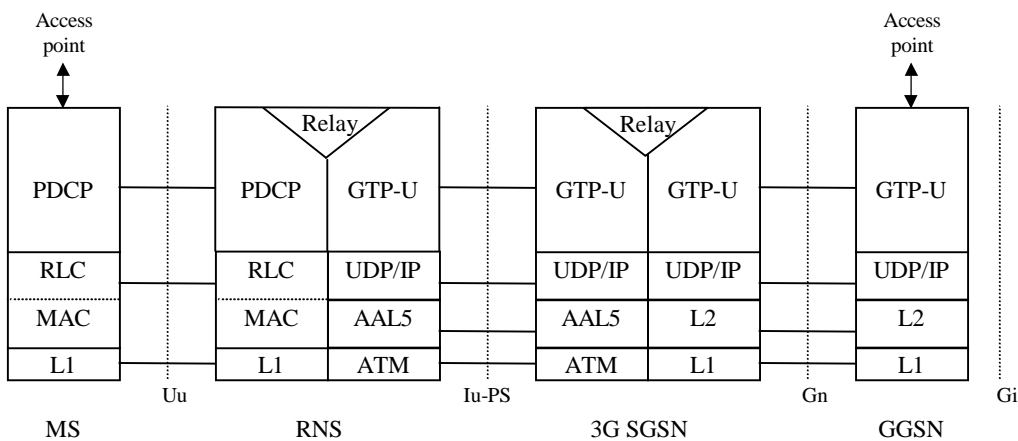 Access
point
Access
point
Relay
Relay
PDCP
PDCP
GTP-U
GTP-U
GTP-U
GTP-U
RLC
RLC
UDP/IP
UDP/IP
UDP/IP
UDP/IP
MAC
MAC
AAL5
AAL5
L2
L2
L1
L1
ATM
ATM
L1
L1
Uu
Iu-PS
Gn
Gi
MS
RNS
3G SGSN
GGSN